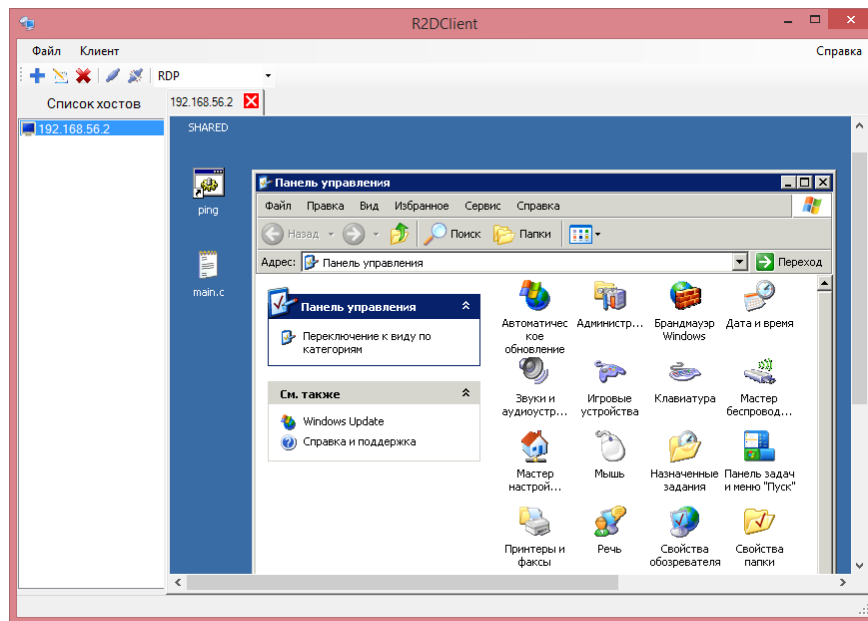 R2DClient
Файл Клиент Справка
RDP
Список хостов
192.168.56.2
192.168.56.2
SHARED
ping
main.c
Панель управления
Файл Правка Вид Избранное Сервис Справка
Назад Поиск Папки
Адрес: Панель управления Переход
Панель управления
Переключение к виду по
категориям
См. также
Windows Update
Справка и поддержка
Автоматичес
кое
обновление
Администр...
Брандмауэр
Windows
Дата и время
Звуки и
аудиоустр...
Игровые
устройства
Клавиатура
Мастер
беспровод...
Мастер
настрой...
Мышь
Назначенные
задания
Панель задач
и меню "Пуск"
Принтеры и
факсы
Речь
Свойства
обозревателя
Свойства
папки